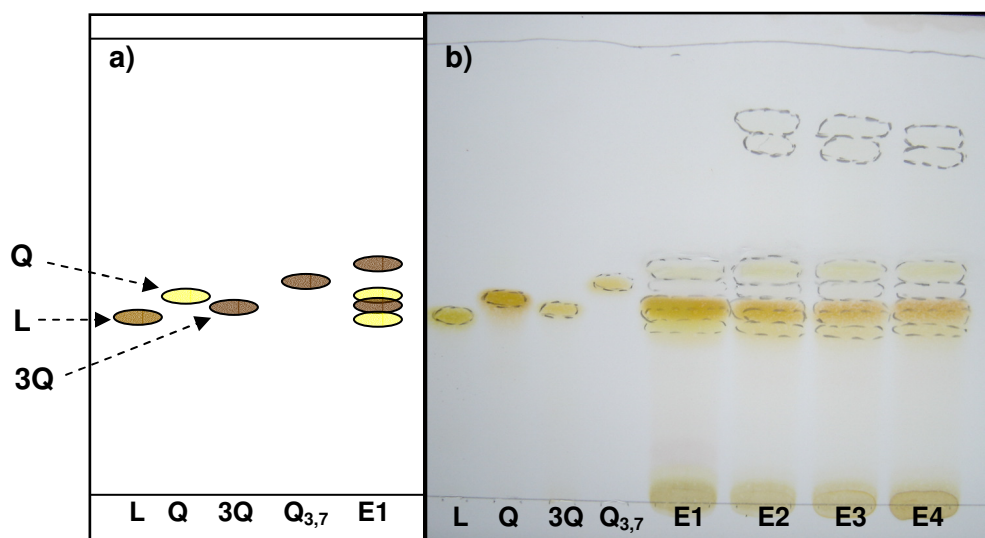 a)
Q
L
3Q
L Q 3Q Q3,7 E1
b)
L Q 3Q Q3,7 E1 E2 E3 E4